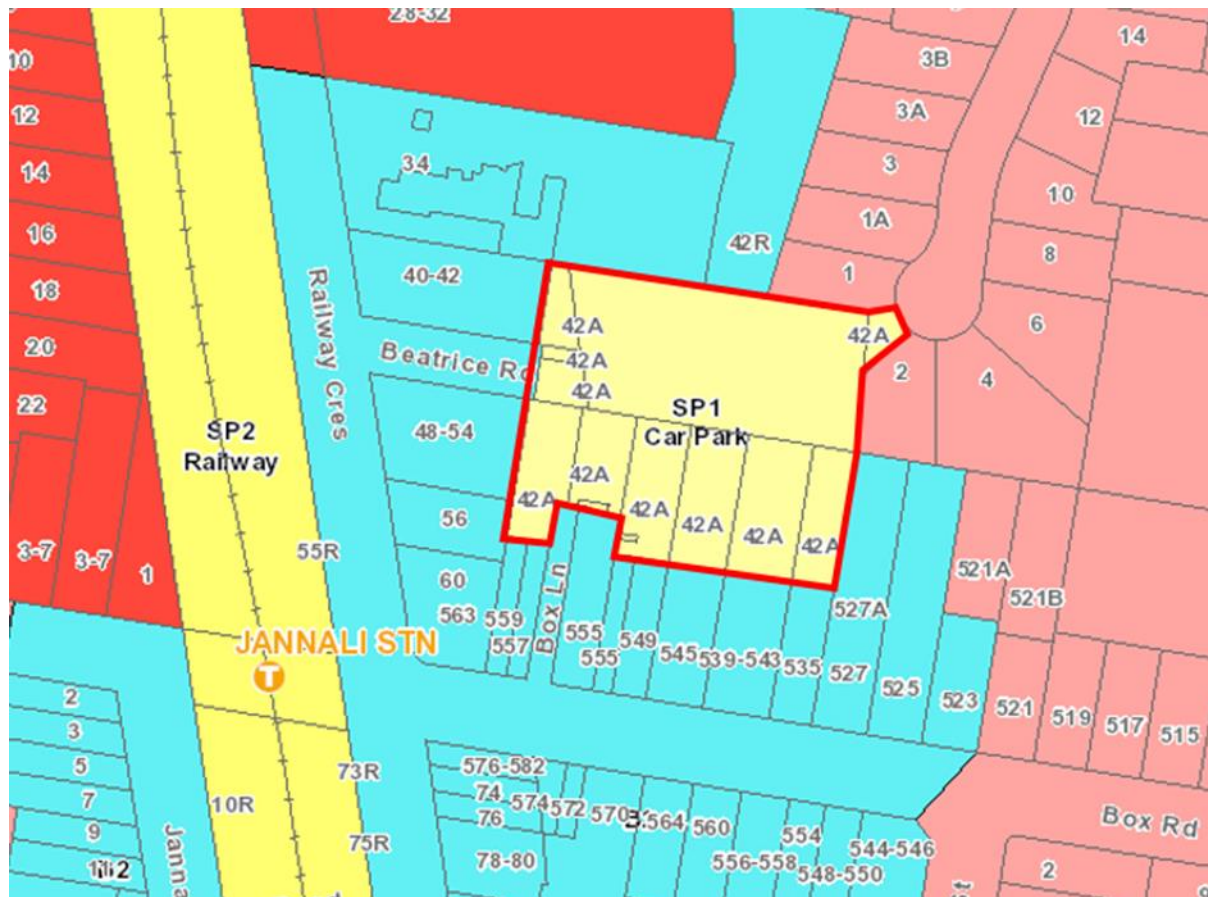 28-32
14
3B
10
3A
12
12
34
3
14
10
1A
16
42R
8
40-42
1
18
42A
42A
6
Railway Cres
20
Beatrice Rd
42A
2
4
42A
22
SP1
Car Park
SP2
Railway
48-54
42A
42A
42A
42A
42A
42A
56
3-7
3-7
1
55R
60
521A
521B
527A
563
559
557
Box Ln
555
555
549
545
539-543
535
527
525
523
521
519
517
515
JANNALI STN
T
2
3
5
7
9
10R
73R
75R
576-582
74
574
572
570
564
560
76
78-80
554
556-558
548-550
544-546
Box Rd
2
Janna